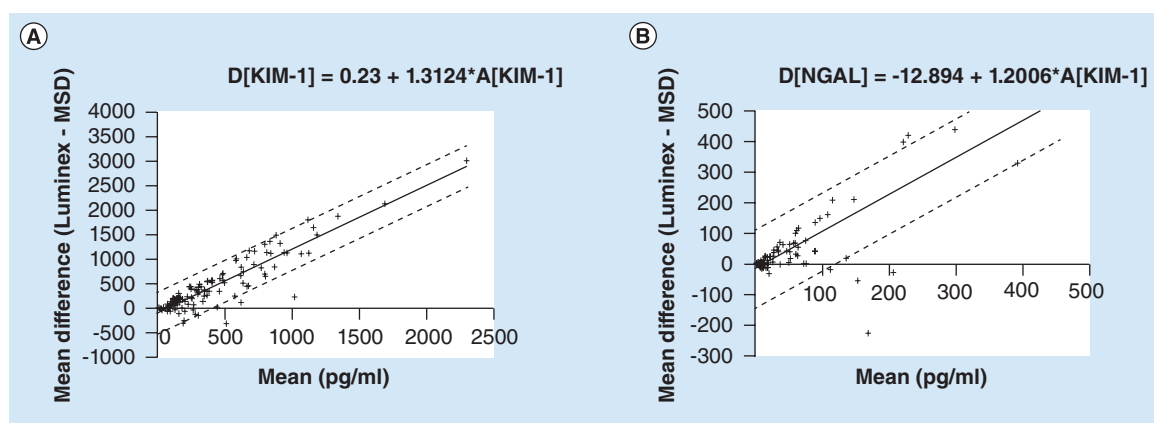 A
D[KIM-1] = 0.23 + 1.3124*A[KIM-1]
Mean difference (Luminex - MSD)
4000
3500
3000
2500
2000
1500
1000
500
0
-500
-1000
0 500 1000 1500 2000 2500
Mean (pg/ml)
B
D[NGAL] = -12.894 + 1.2006*A[KIM-1]
Mean difference (Luminex - MSD)
500
400
300
200
100
0
-100
-200
-300
100 200 300 400 500
Mean (pg/ml)